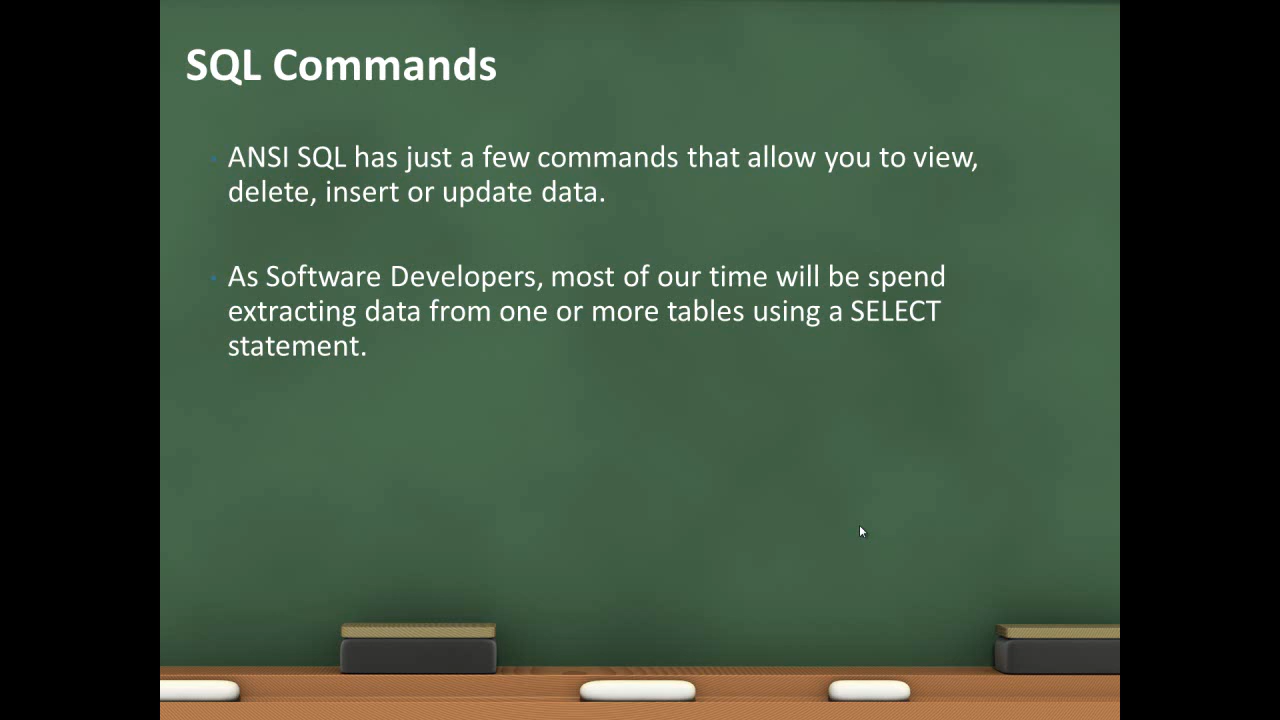 SQL Commands
ANSI SQL has just a few commands that allow you to view,
delete, insert or update data.
As Software Developers, most of our time will be spend
extracting data from one or more tables using a SELECT
statement.